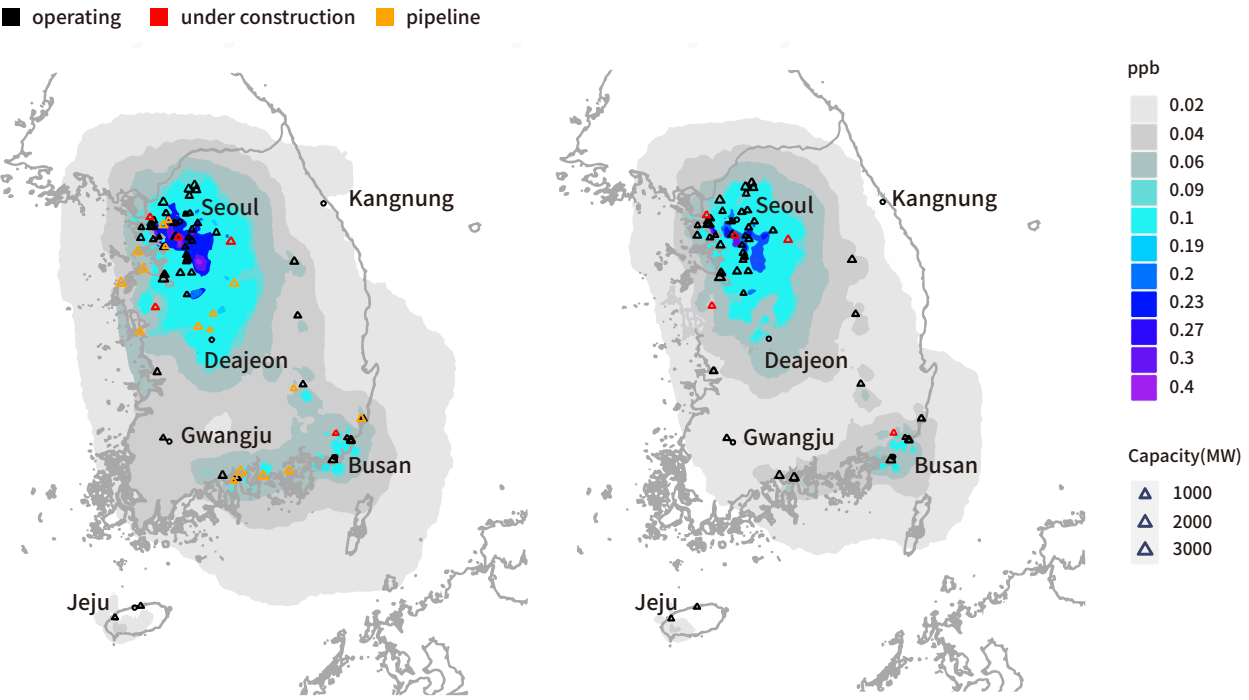 operating
under construction
pipeline
Kangnung
Seoul
Deajeon
Gwangju
Busan
Jeju
Kangnung
Seoul
Deajeon
Gwangju
Busan
Jeju
ppb
0.02
0.04
0.06
0.09
0.1
0.19
0.2
0.23
0.27
0.3
0.4
Capacity(MW)
1000
2000
3000